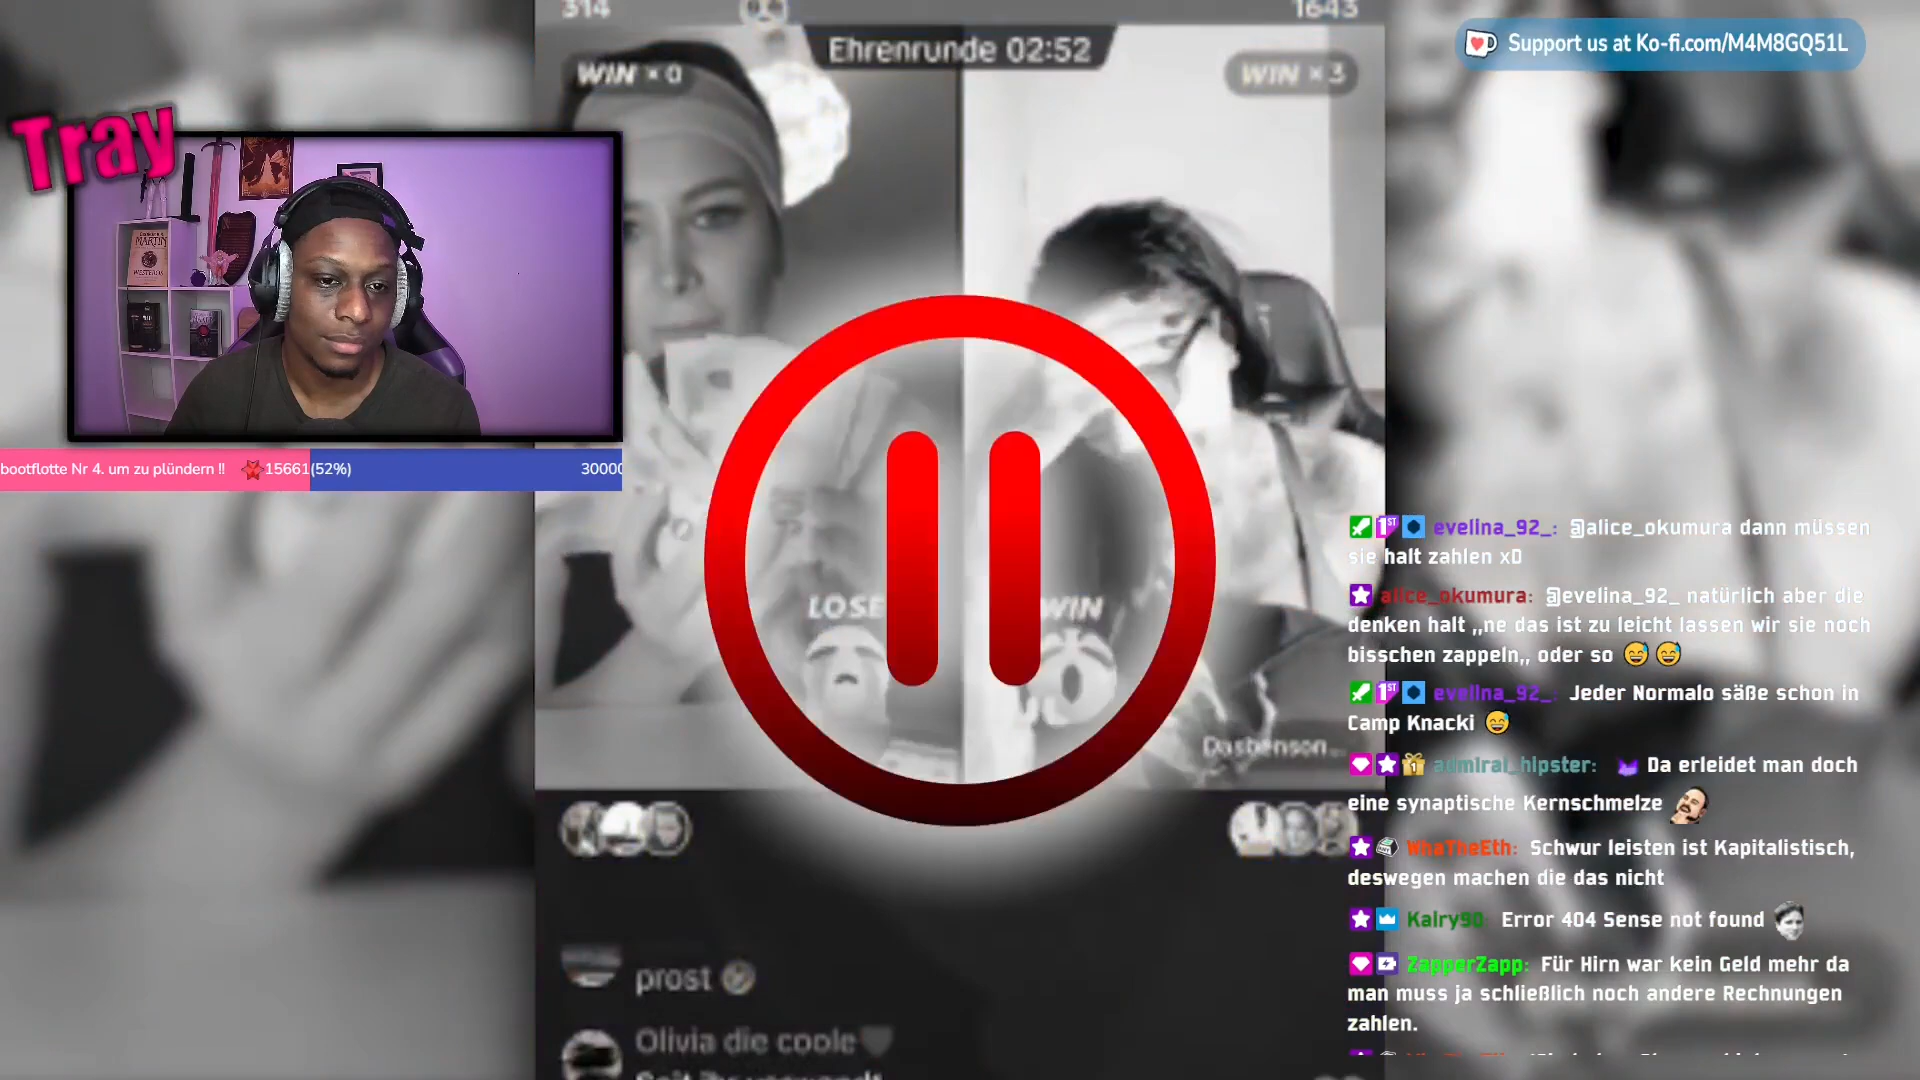 314
1643
Ehrenrunde 02:52
WIN × 0
WIN × 3
Support us at Ko-fi.com/M4M8GQ51L
Tray
MARTIN
WESTEROS
bootflotte Nr 4. um zu plündern !!
15661(52%)
30000
LOSE
WIN
Dasbenson...
prost
Olivia die coole
evelina_92_: @alice_okumura dann müssen
sie halt zahlen xD
alice_okumura: @evelina_92_ natürlich aber die
denken halt ,,ne das ist zu leicht lassen wir sie noch
bisschen zappeln,, oder so 😅 😅
evelina_92_: Jeder Normalo säße schon in
Camp Knacki 😅
admiral_hipster: Da erleidet man doch
eine synaptische Kernschmelze
WhaTheEth: Schwur leisten ist Kapitalistisch,
deswegen machen die das nicht
Kairy90: Error 404 Sense not found
ZapperZapp: Für Hirn war kein Geld mehr da
man muss ja schließlich noch andere Rechnungen
zahlen.